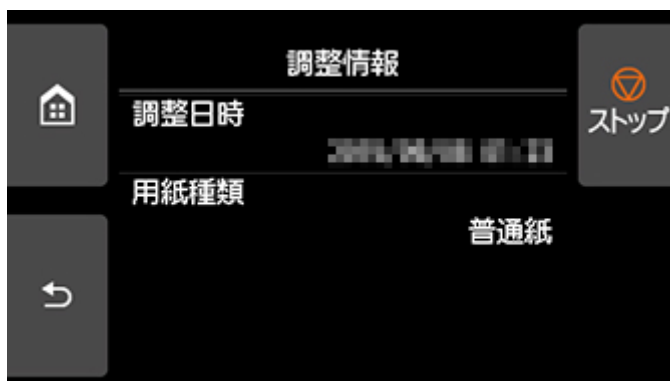 調整情報
ストップ
調整日時
用紙種類
普通紙